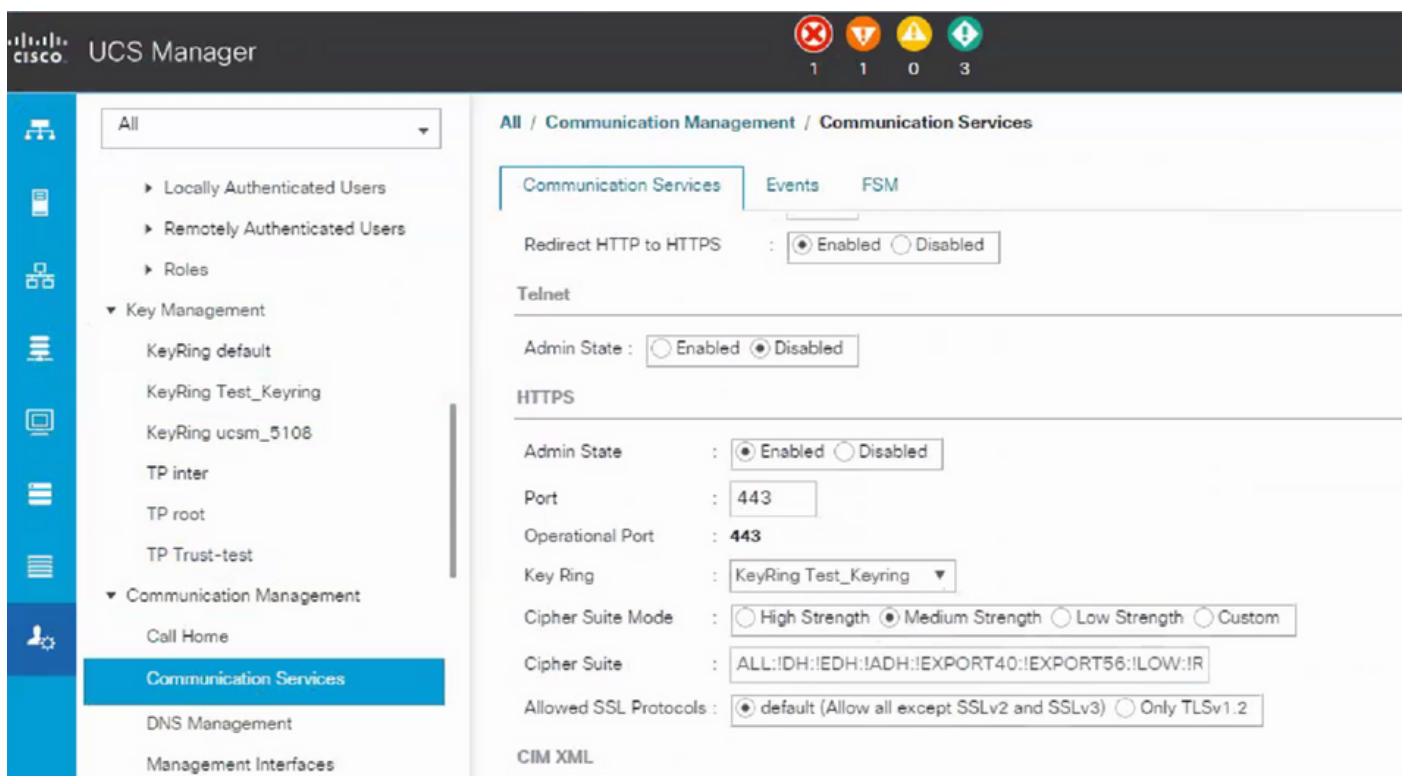 CISCO.
UCS Manager
1 1 0 3
All
Locally Authenticated Users
Remotely Authenticated Users
Roles
Key Management
KeyRing default
KeyRing Test_Keyring
KeyRing ucsm_5108
TP inter
TP root
TP Trust-test
Communication Management
Call Home
Communication Services
DNS Management
Management Interfaces
All / Communication Management / Communication Services
Communication Services Events FSM
Redirect HTTP to HTTPS : Enabled Disabled
Telnet
Admin State : Enabled Disabled
HTTPS
Admin State : Enabled Disabled
Port : 443
Operational Port : 443
Key Ring : KeyRing Test_Keyring
Cipher Suite Mode : High Strength Medium Strength Low Strength Custom
Cipher Suite : ALL:!DH:!EDH:!ADH:!EXPORT40:!EXPORT56:!LOW:!R
Allowed SSL Protocols : default (Allow all except SSLv2 and SSLv3) Only TLSv1.2
CIM XML